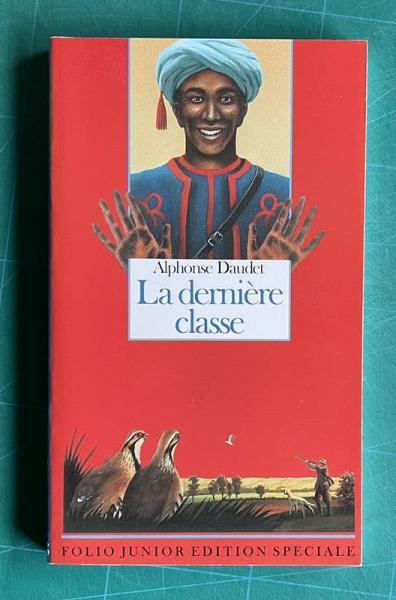 Alphonse Daudet
La dernière
classe
FOLIO JUNIOR EDITION SPECIALE